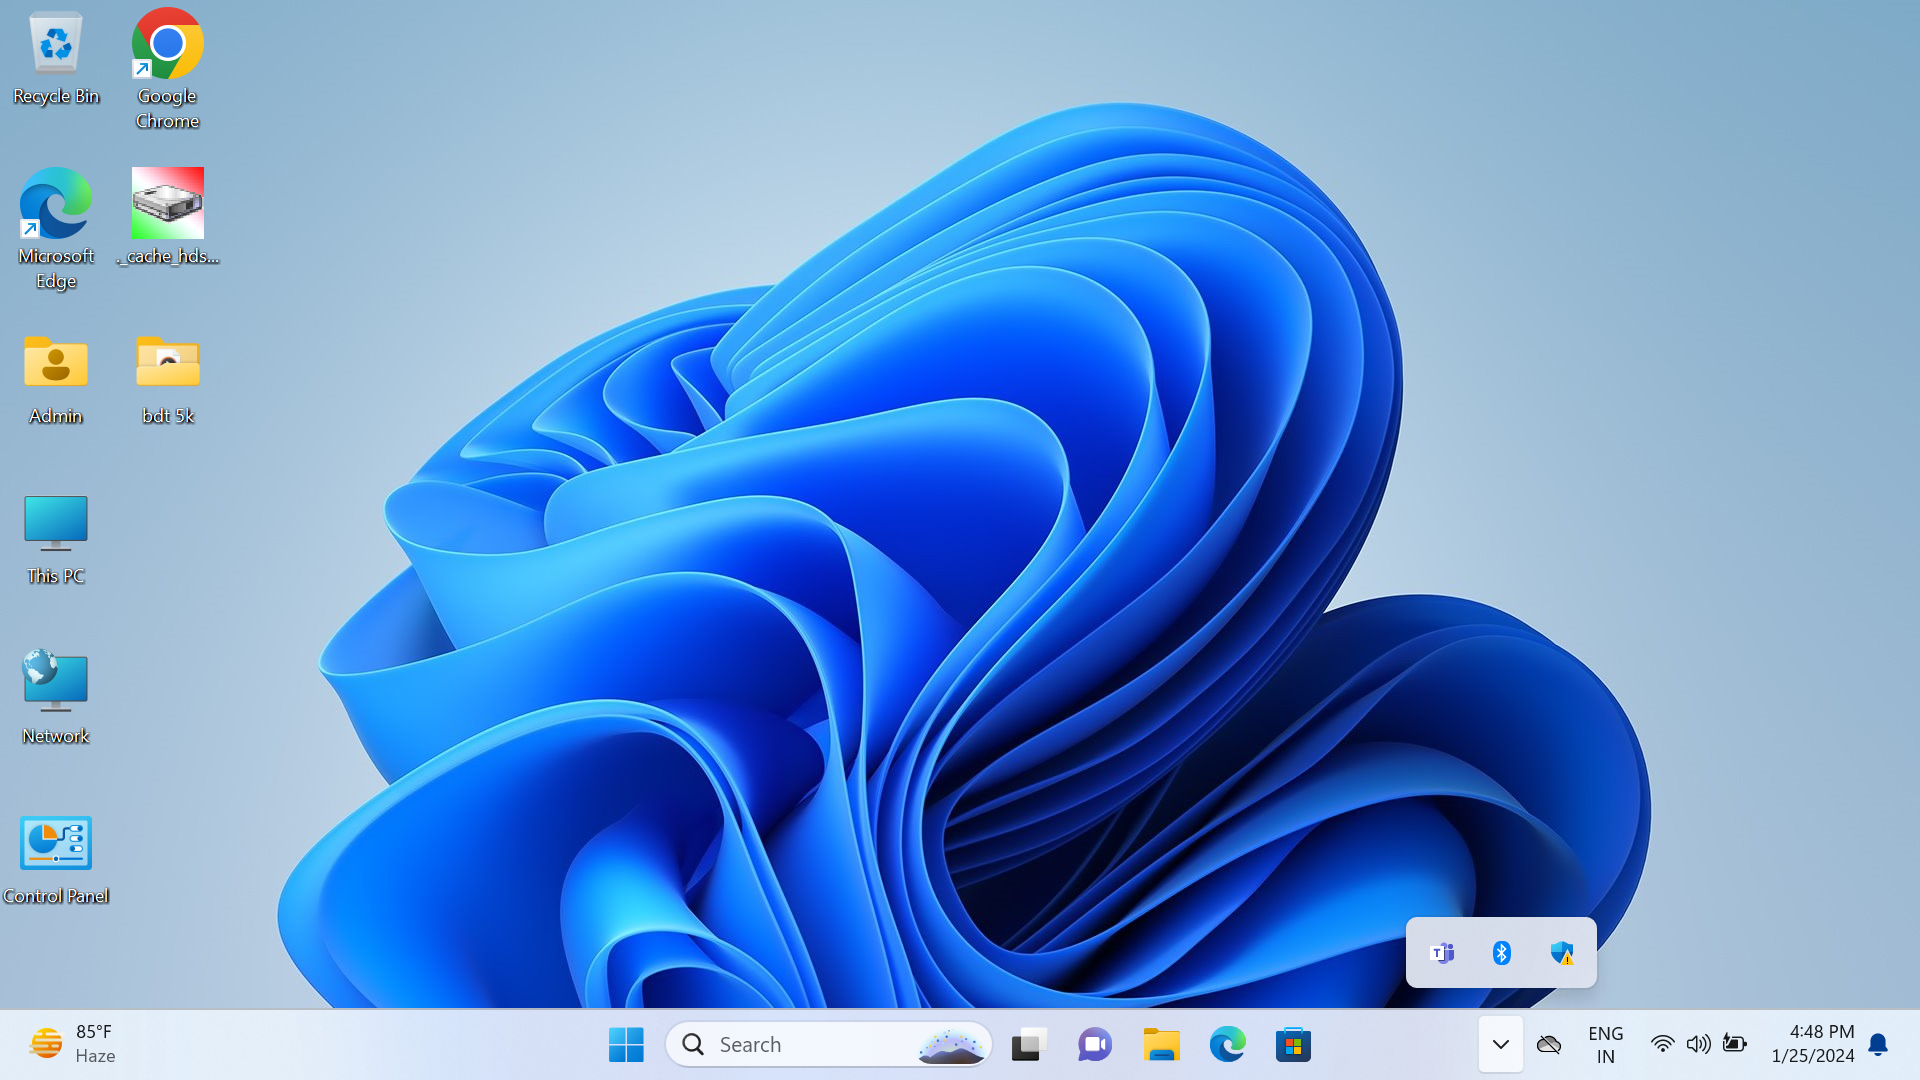 Recycle Bin
Google
Chrome
Microsoft
Edge
._cache_hds...
Admin
bdt 5k
This PC
Network
Control Panel
T
85°F
Haze
Search
ENG
IN
4:48 PM
1/25/2024